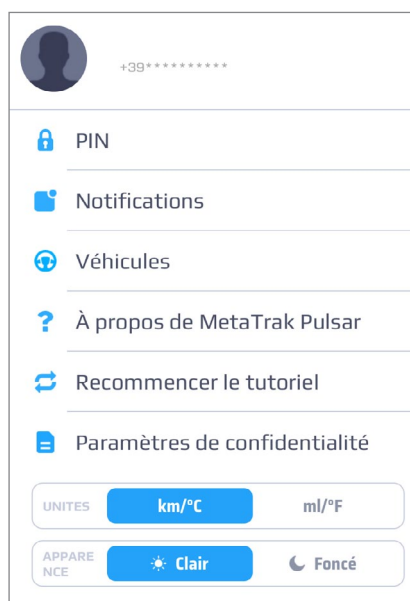 +39**********
PIN
Notifications
Véhicules
À propos de MetaTrak Pulsar
Recommencer le tutoriel
Paramètres de confidentialité
UNITES km/°C ml/°F
APPARE
NCE Clair Foncé